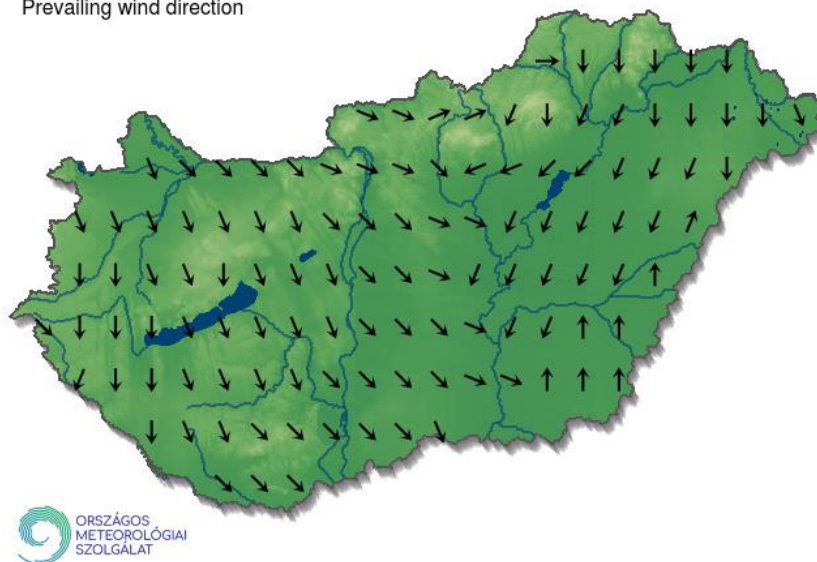 Prevailing wind direction
ORSZÁGOS
METEOROLÓGIAI
SZOLGÁLAT